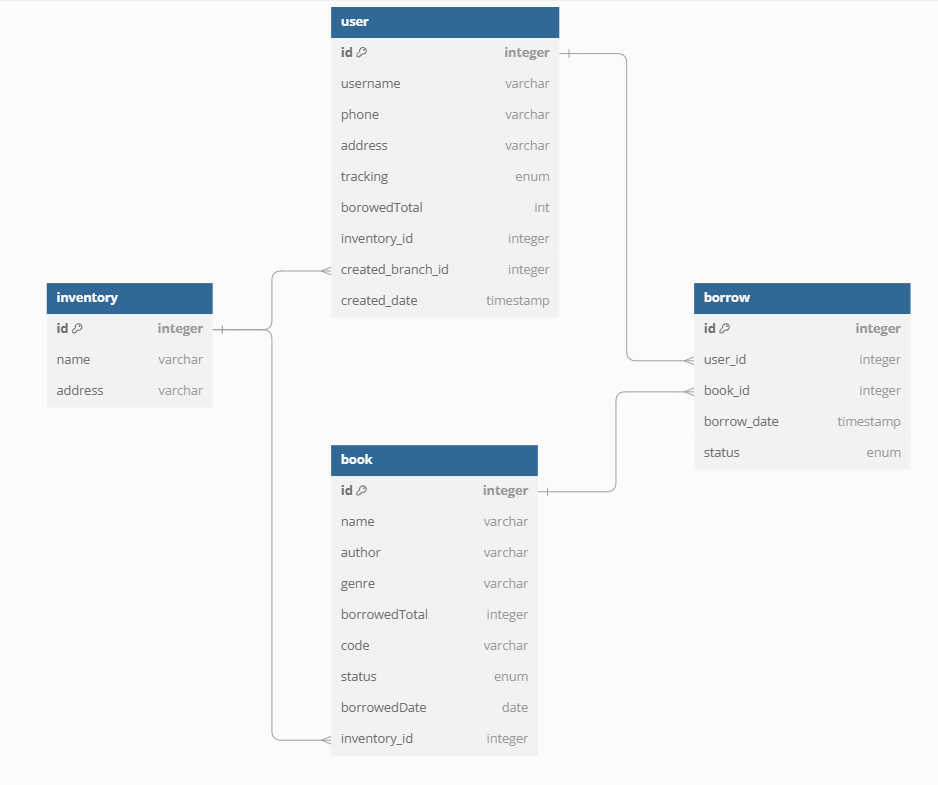 user
id integer
username varchar
phone varchar
address varchar
tracking enum
borowedTotal int
inventory_id integer
created_branch_id integer
created_date timestamp
inventory
id integer
name varchar
address varchar
borrow
id integer
user_id integer
book_id integer
borrow_date timestamp
status enum
book
id integer
name varchar
author varchar
genre varchar
borrowedTotal integer
code varchar
status enum
borrowedDate date
inventory_id integer